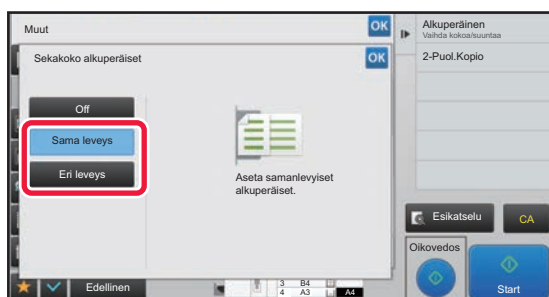 Muut
OK
Alkuperäinen
Vaihda kokoa/suuntaa
Sekakoko alkuperäiset
OK
2-Puol.Kopio
Off
Sama leveys
Eri leveys
Aseta samanlevyiset
alkuperäiset.
Esikatselu
CA
Oikovedos
Edellinen
3 B4
4 A3
A4
Start